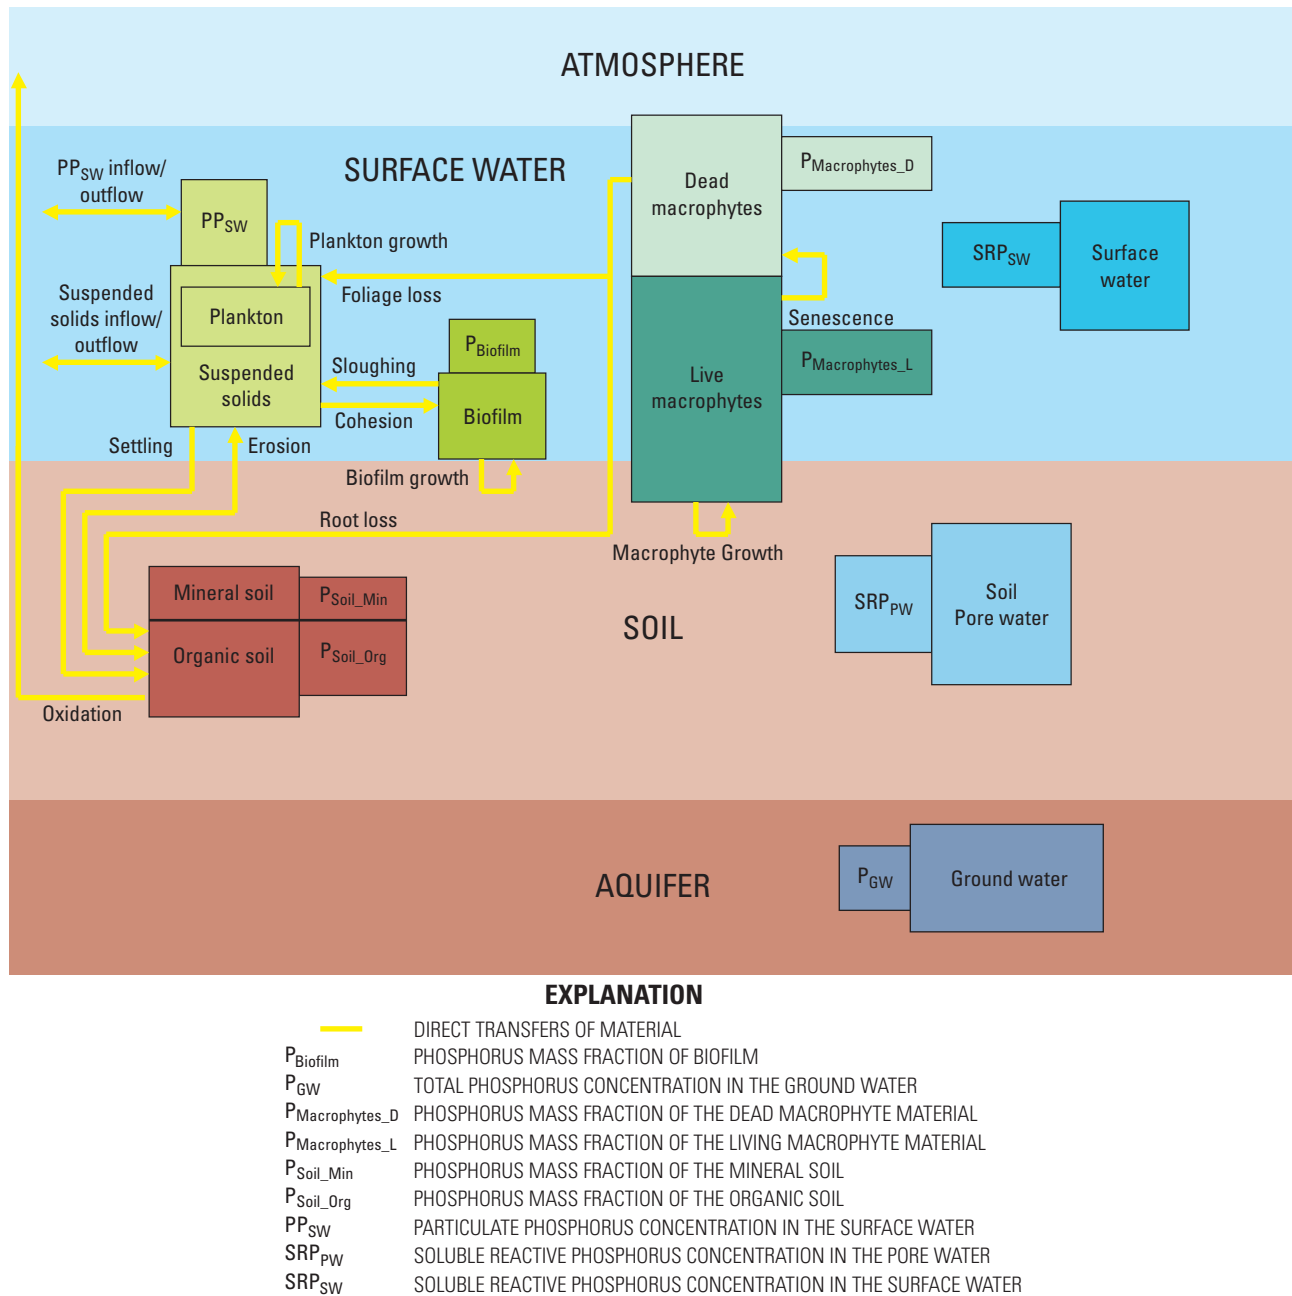 ATMOSPHERE
SURFACE WATER
PPSW inflow/
outflow
PPSW
Plankton growth
Foliage loss
Suspended
solids inflow/
outflow
Plankton
Suspended
solids
Sloughing
Cohesion
PBiofilm
Biofilm
Biofilm growth
Settling
Erosion
Root loss
Dead
macrophytes
PMacrophytes_D
Senescence
Live
macrophytes
PMacrophytes_L
Macrophyte Growth
SRPSW
Surface
water
Mineral soil
PSoil_Min
Organic soil
PSoil_Org
Oxidation
SOIL
SRPPW
Soil
Pore water
AQUIFER
PGW
Ground water
EXPLANATION
DIRECT TRANSFERS OF MATERIAL
PBiofilm PHOSPHORUS MASS FRACTION OF BIOFILM
PGW TOTAL PHOSPHORUS CONCENTRATION IN THE GROUND WATER
PMacrophytes_D PHOSPHORUS MASS FRACTION OF THE DEAD MACROPHYTE MATERIAL
PMacrophytes_L PHOSPHORUS MASS FRACTION OF THE LIVING MACROPHYTE MATERIAL
PSoil_Min PHOSPHORUS MASS FRACTION OF THE MINERAL SOIL
PSoil_Org PHOSPHORUS MASS FRACTION OF THE ORGANIC SOIL
PPSW PARTICULATE PHOSPHORUS CONCENTRATION IN THE SURFACE WATER
SRPPW SOLUBLE REACTIVE PHOSPHORUS CONCENTRATION IN THE PORE WATER
SRPSW SOLUBLE REACTIVE PHOSPHORUS CONCENTRATION IN THE SURFACE WATER